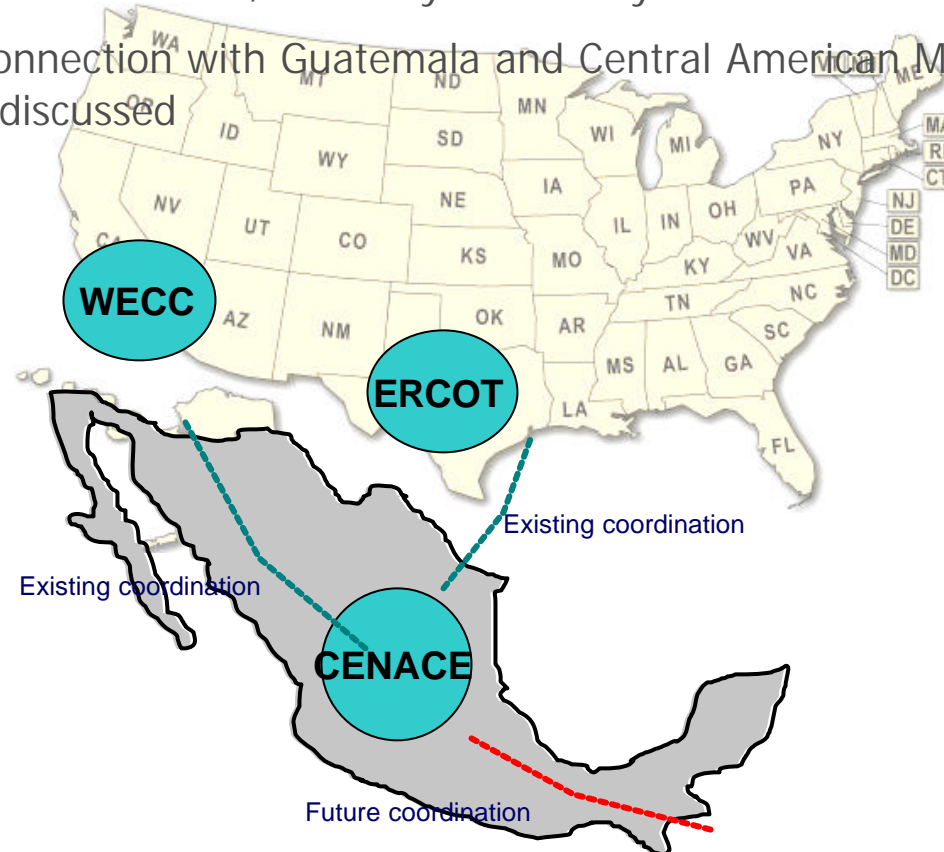 onnection with Guatemala and Central American M
discussed
WA
MT
ND
MN
ME
OR
ID
SD
WI
MI
NY
MA
WY
RI
CT
IA
PA
NE
NJ
NV
OH
IL
IN
DE
UT
CO
WV
VA
MD
CA
KS
MO
KY
DC
NC
WECC
TN
AZ
OK
NM
AR
SC
MS
AL
GA
ERCOT
LA
FL
Existing coordination
Existing coordination
CENACE
Future coordination